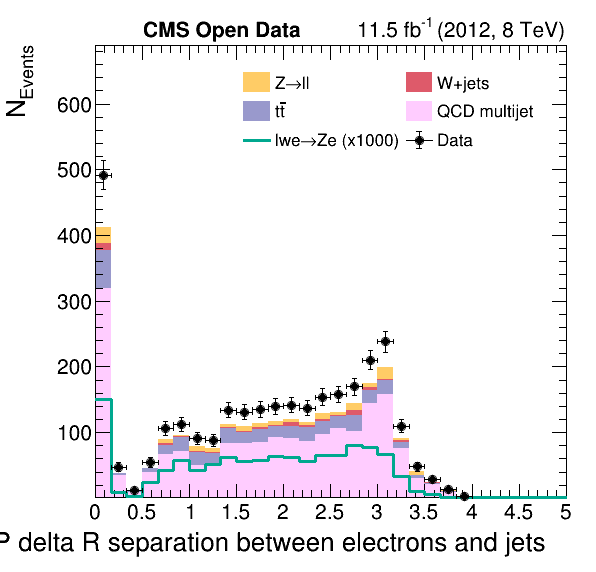 CMS Open Data 11.5 fb⁻¹ (2012, 8 TeV)
N_Events
Z→ll W+jets
tt̄ QCD multijet
lwe→Ze (x1000) Data
600
500
400
300
200
100
0 0.5 1 1.5 2 2.5 3 3.5 4 4.5 5
P delta R separation between electrons and jets